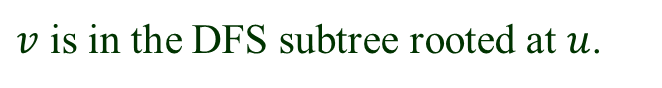 v is in the DFS subtree rooted at u.